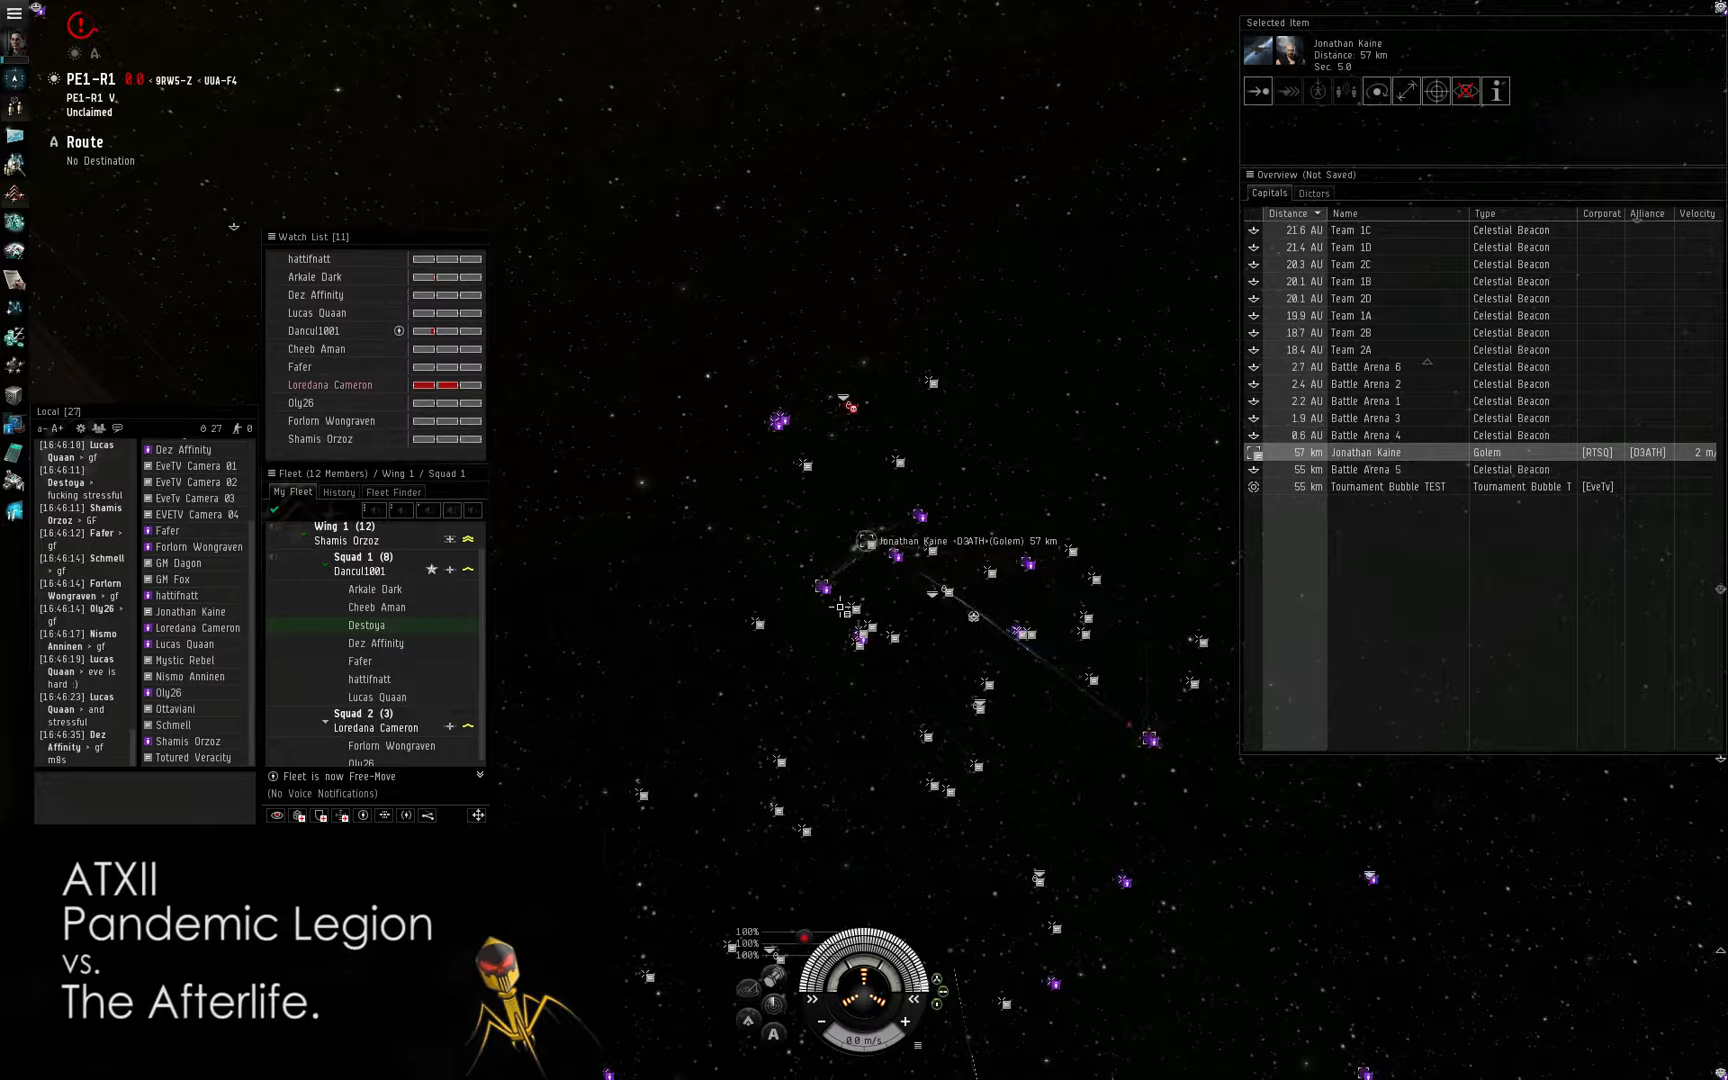 PE1-R1 0.0 < 9RWS-Z < UUA-F4
PE1-R1 V
Unclaimed
A Route
No Destination
Watch List [11]
hattifnatt
Arkale Dark
Dez Affinity
Lucas Quaan
Dancul1001
Cheeb Aman
Fafer
Loredana Cameron
Oly26
Forlorn Wongraven
Shamis Orzoz
Local [27]
a- A+
27
0
[16:46:10] Lucas
Quaan > gf
[16:46:11]
Destoya >
fucking stressful
[16:46:11] Shamis
Orzoz > GF
[16:46:12] Fafer >
gf
[16:46:14]
Schmell > gf
[16:46:14] Forlorn
Wongraven > gf
[16:46:14] Oly26 >
gf
[16:46:17] Nismo
Anninen > gf
[16:46:19] Lucas
Quaan > eve is
hard :)
[16:46:23] Lucas
Quaan > and
stressful
[16:46:35] Dez
Affinity > gf
m8s
Dez Affinity
EveTV Camera 01
EveTV Camera 02
EveTv Camera 03
EVETV Camera 04
Fafer
Forlorn Wongraven
GM Dagon
GM Fox
hattifnatt
Jonathan Kaine
Loredana Cameron
Lucas Quaan
Mystic Rebel
Nismo Anninen
Oly26
Ottaviani
Schmell
Shamis Orzoz
Totured Veracity
Fleet (12 Members) / Wing 1 / Squad 1
My Fleet History Fleet Finder
Wing 1 (12)
Shamis Orzoz
Squad 1 (8)
Dancul1001
Arkale Dark
Cheeb Aman
Destoya
Dez Affinity
Fafer
hattifnatt
Lucas Quaan
Squad 2 (3)
Loredana Cameron
Forlorn Wongraven
Oly26
Fleet is now Free-Move
(No Voice Notifications)
Jonathan Kaine <D3ATH>(Golem) 57 km
Selected Item
Jonathan Kaine
Distance: 57 km
Sec. 5.0
Overview (Not Saved)
Capitals Dictors
Distance Name Type Corporat Alliance Velocity
21.6 AU Team 1C Celestial Beacon
21.4 AU Team 1D Celestial Beacon
20.3 AU Team 2C Celestial Beacon
20.1 AU Team 1B Celestial Beacon
20.1 AU Team 2D Celestial Beacon
19.9 AU Team 1A Celestial Beacon
18.7 AU Team 2B Celestial Beacon
18.4 AU Team 2A Celestial Beacon
2.7 AU Battle Arena 6 Celestial Beacon
2.4 AU Battle Arena 2 Celestial Beacon
2.2 AU Battle Arena 1 Celestial Beacon
1.9 AU Battle Arena 3 Celestial Beacon
0.6 AU Battle Arena 4 Celestial Beacon
57 km Jonathan Kaine Golem [RTSQ] [D3ATH] 2 m/
55 km Battle Arena 5 Celestial Beacon
55 km Tournament Bubble TEST Tournament Bubble T [EveTv]
ATXII
Pandemic Legion
vs.
The Afterlife.
100%
100%
100%
A
0.0 m/s